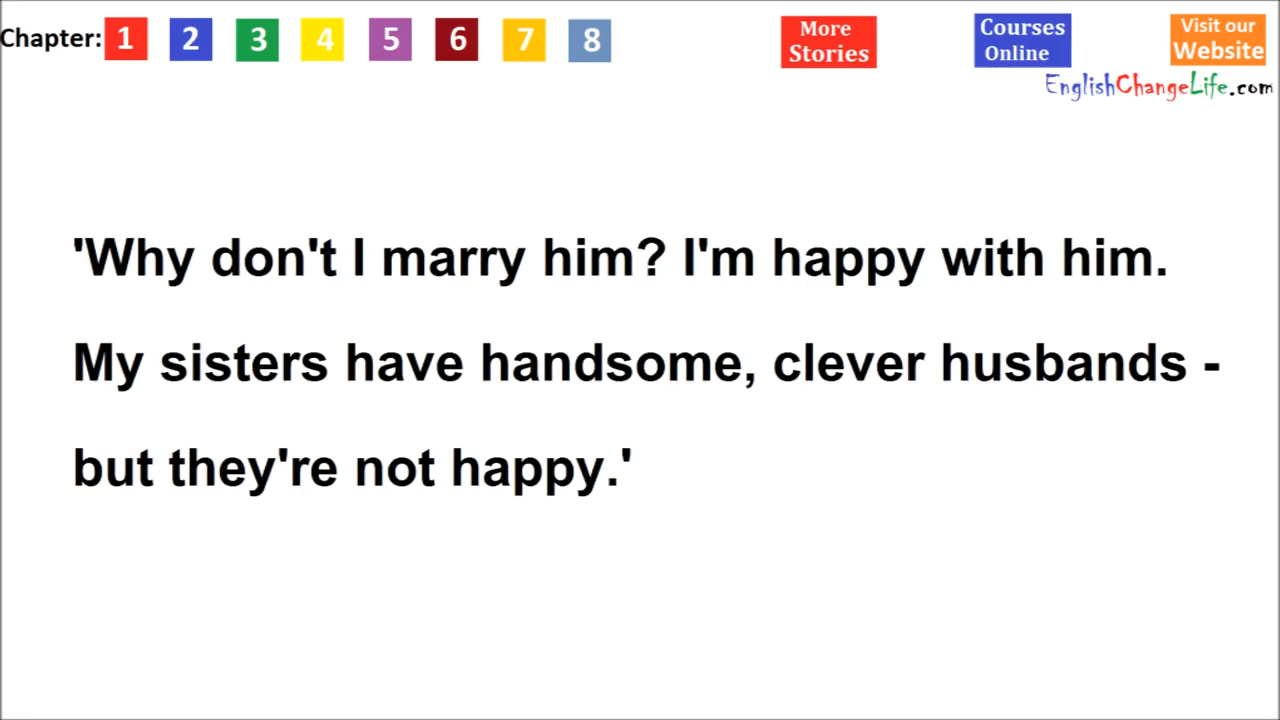 Chapter: 1 2 3 4 5 6 7 8
More
Stories
Courses
Online
Visit our
Website
EnglishChangeLife.com
'Why don't I marry him? I'm happy with him.
My sisters have handsome, clever husbands -
but they're not happy.'